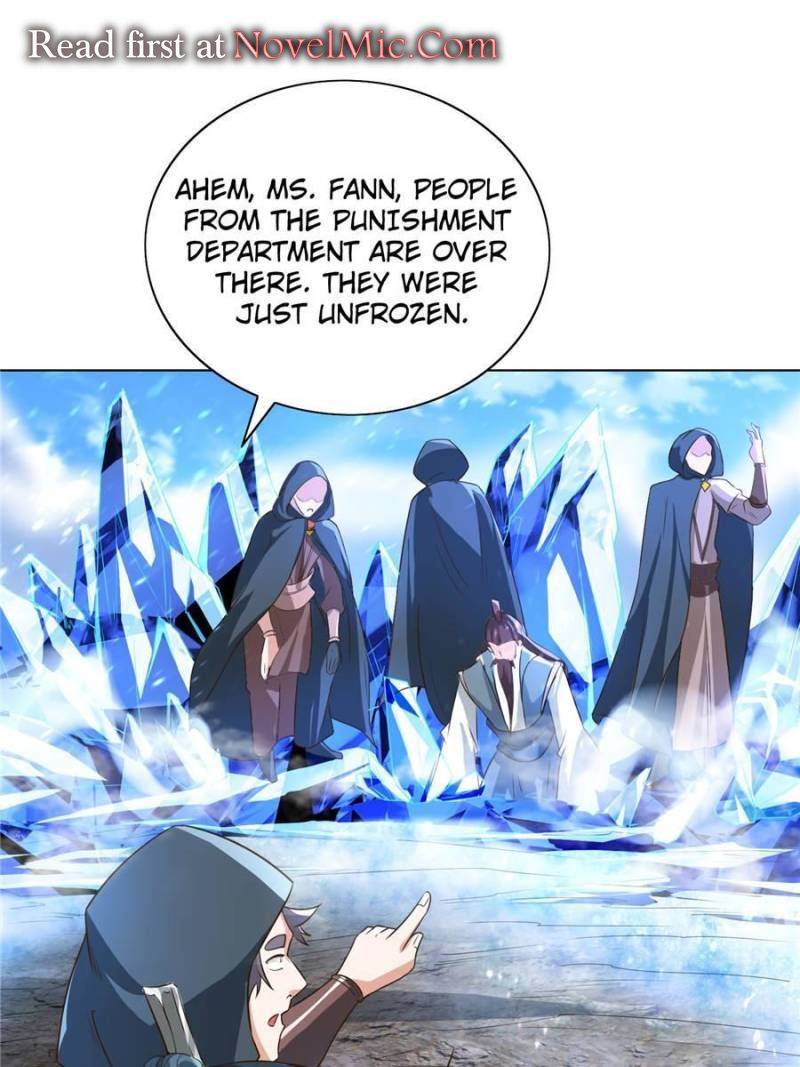 Read first at NovelMic.Com
AHEM, MS. FANN, PEOPLE
FROM THE PUNISHMENT
DEPARTMENT ARE OVER
THERE. THEY WERE
JUST UNFROZEN.